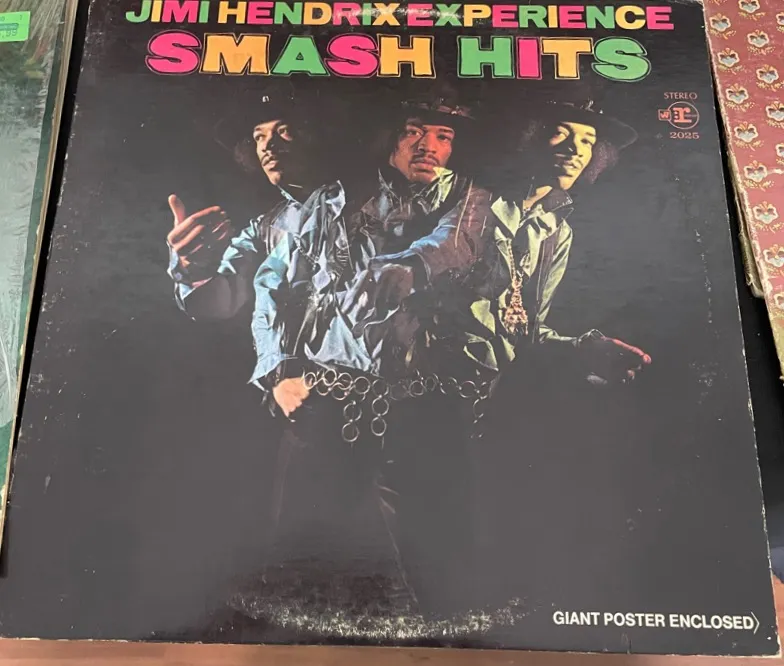 JIMI HENDRIX EXPERIENCE
SMASH HITS
STEREO
2025
GIANT POSTER ENCLOSED